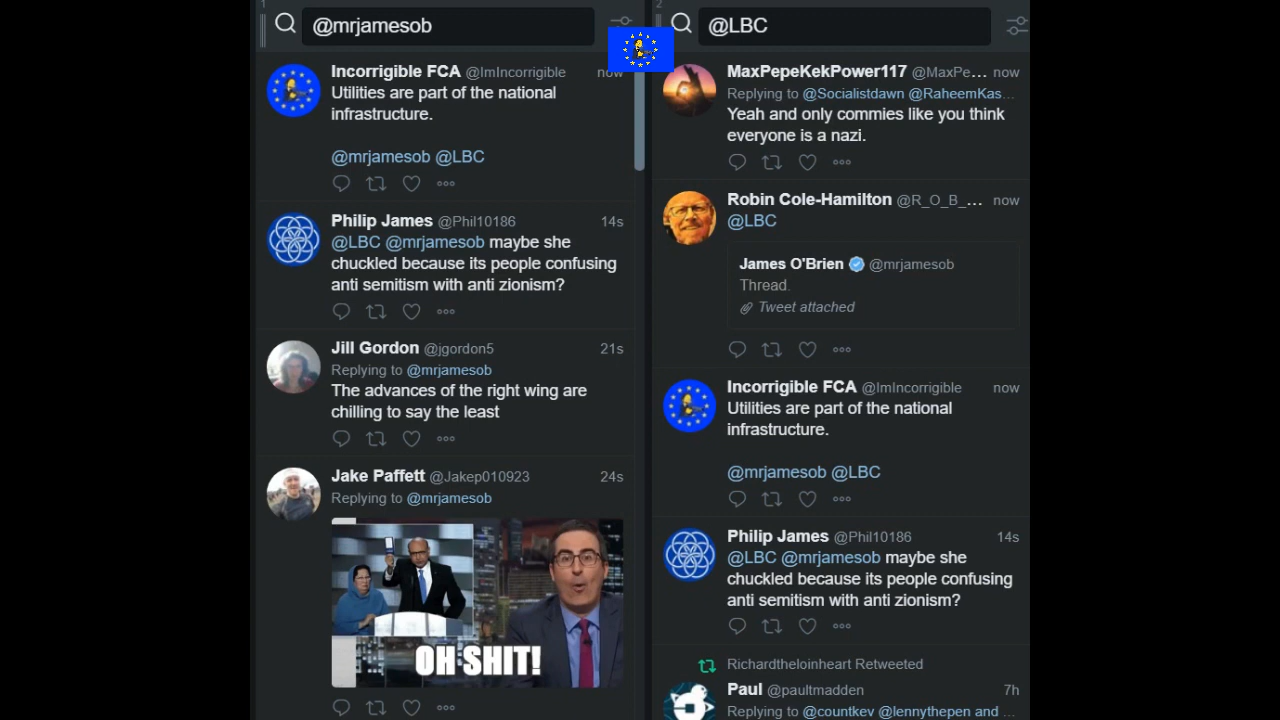 1
@mrjamesob
Incorrigible FCA @ImIncorrigible now
Utilities are part of the national
infrastructure.
@mrjamesob @LBC
Philip James @Phil10186 14s
@LBC @mrjamesob maybe she
chuckled because its people confusing
anti semitism with anti zionism?
Jill Gordon @jgordon5 21s
Replying to @mrjamesob
The advances of the right wing are
chilling to say the least
Jake Paffett @Jakep010923 24s
Replying to @mrjamesob
OH SHIT!
2
@LBC
MaxPepeKekPower117 @MaxPe... now
Replying to @Socialistdawn @RaheemKas...
Yeah and only commies like you think
everyone is a nazi.
Robin Cole-Hamilton @R_O_B_... now
@LBC
James O'Brien @mrjamesob
Thread.
Tweet attached
Incorrigible FCA @ImIncorrigible now
Utilities are part of the national
infrastructure.
@mrjamesob @LBC
Philip James @Phil10186 14s
@LBC @mrjamesob maybe she
chuckled because its people confusing
anti semitism with anti zionism?
Richardtheloinheart Retweeted
Paul @paultmadden 7h
Replying to @countkev @lennythepen and ...